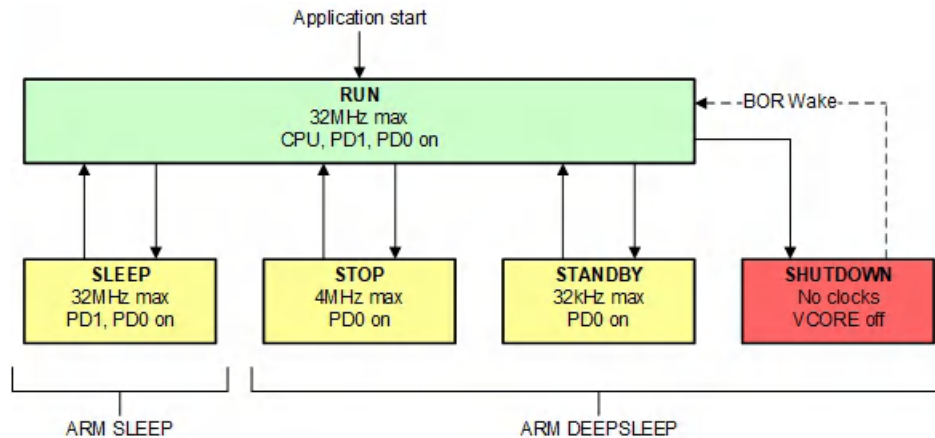 Application start
RUN
32MHz max
CPU, PD1, PD0 on
BOR Wake
SLEEP
32MHz max
PD1, PD0 on
STOP
4MHz max
PD0 on
STANDBY
32kHz max
PD0 on
SHUTDOWN
No clocks
VCORE off
ARM SLEEP
ARM DEEPSLEEP